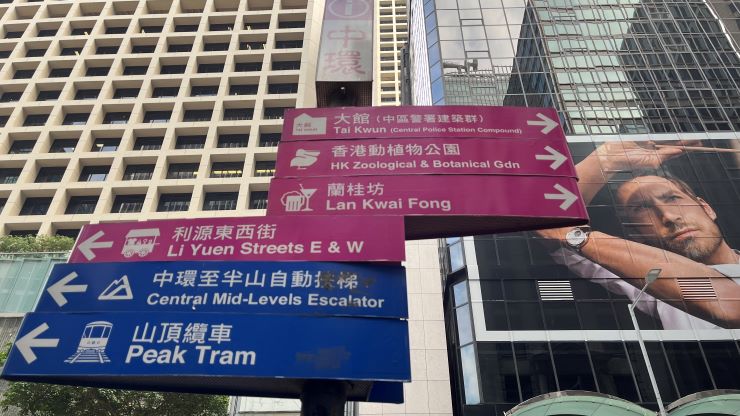 中環
大館（中區警署建築群）
Tai Kwun (Central Police Station Compound)
香港動植物公園
HK Zoological & Botanical Gdn
蘭桂坊
Lan Kwai Fong
利源東西街
Li Yuen Streets E & W
中環至半山自動扶梯
Central Mid-Levels Escalator
山頂纜車
Peak Tram